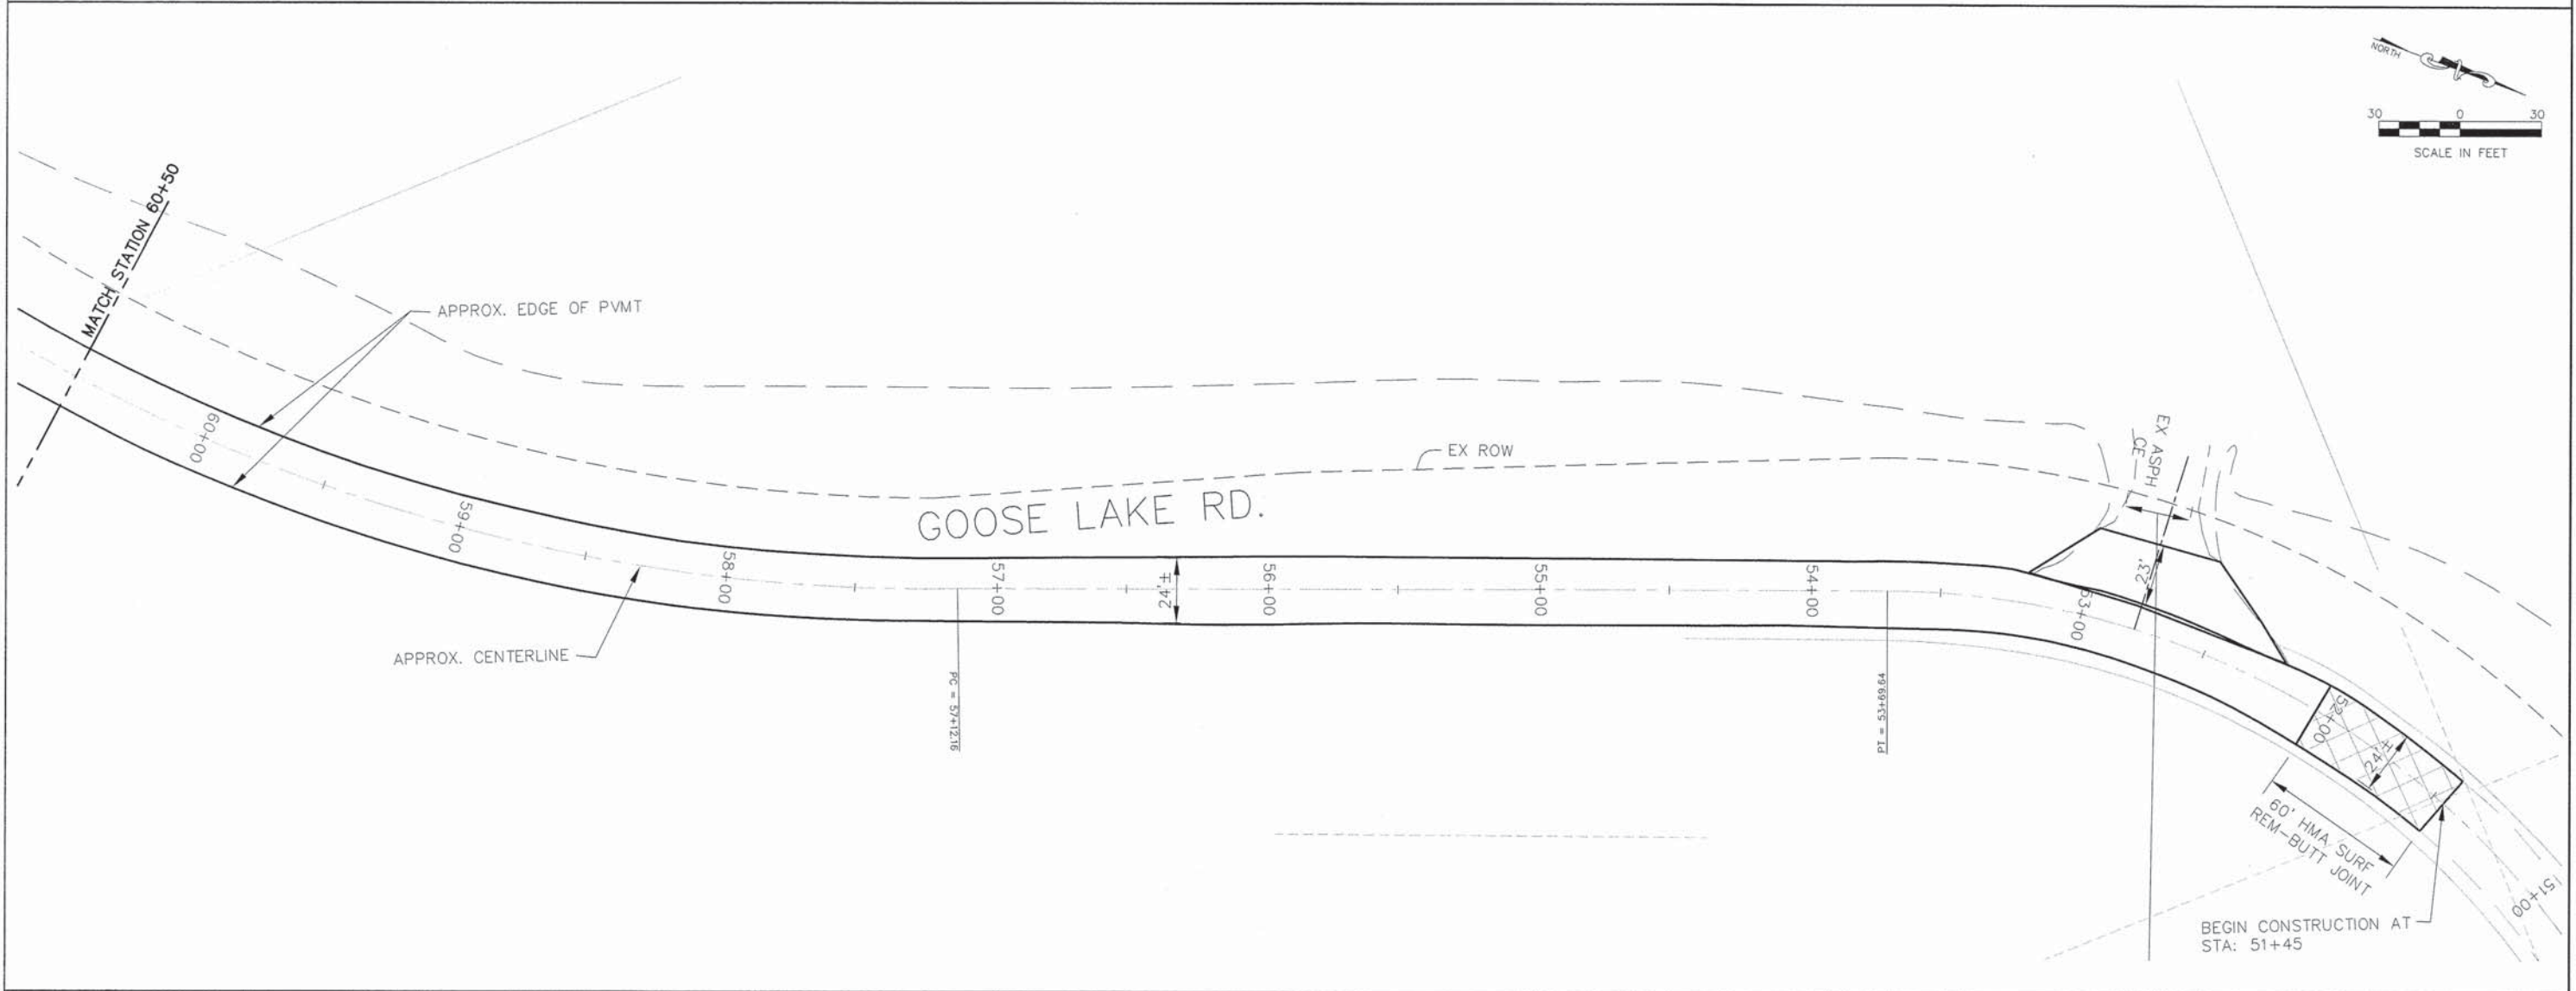 NORTH
30 0 30
SCALE IN FEET
MATCH STATION 60+50
APPROX. EDGE OF PVMT
EX ROW
EX ASPH
CE
GOOSE LAKE RD.
60+00
59+00
58+00
57+00
24'±
56+00
55+00
54+00
53+00
23'
52+00
24'±
51+00
APPROX. CENTERLINE
PC = 57+12.16
PT = 53+69.64
60' HMA SURF
REM-BUTT JOINT
BEGIN CONSTRUCTION AT
STA: 51+45